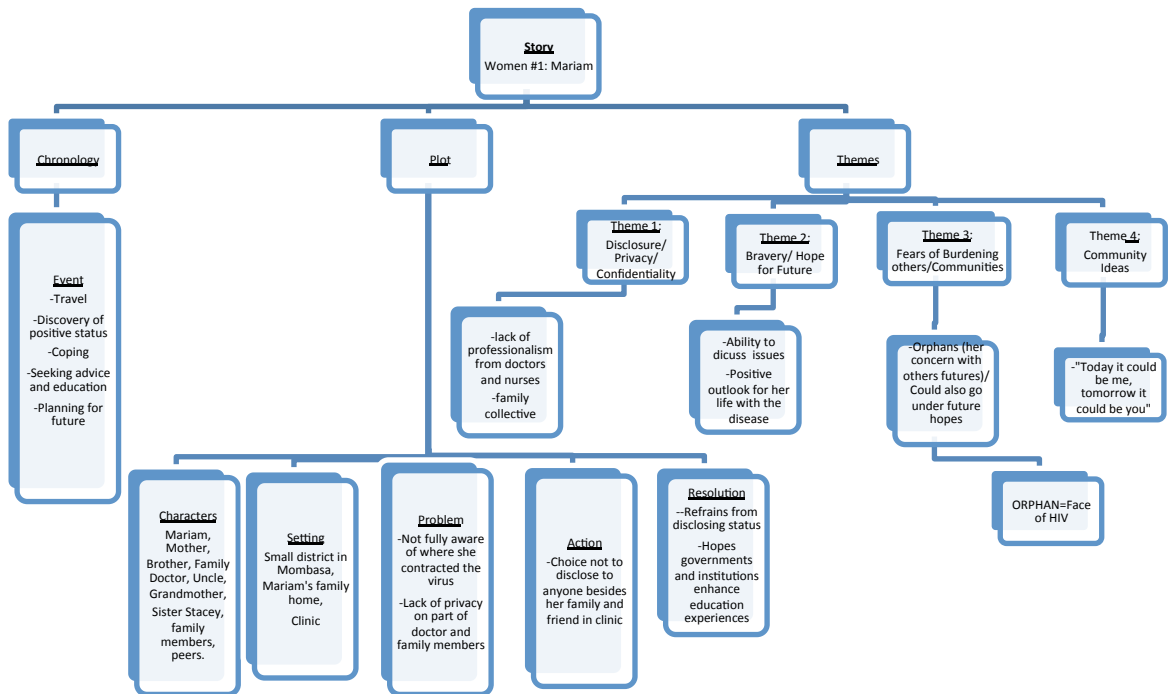 Story
Women #1: Mariam
Chronology
Plot
Themes
Event
-Travel
-Discovery of
positive status
-Coping
-Seeking advice
and education
-Planning for
future
Theme 1:
Disclosure/
Privacy/
Confidentiality
Theme 2:
Bravery/ Hope
for Future
Theme 3:
Fears of Burdening
others/Communities
Theme 4:
Community
Ideas
-lack of
professionalism
from doctors
and nurses
-family
collective
-Ability to
dicuss issues
-Positive
outlook for her
life with the
disease
-Orphans (her
concern with
others futures)/
Could also go
under future
hopes
-"Today it could
be me,
tomorrow it
could be you"
ORPHAN=Face
of HIV
Characters
Mariam,
Mother,
Brother, Family
Doctor, Uncle,
Grandmother,
Sister Stacey,
family
members,
peers.
Setting
Small district in
Mombasa,
Mariam's family
home,
Clinic
Problem
-Not fully aware
of where she
contracted the
virus
-Lack of privacy
on part of
doctor and
family members
Action
-Choice not to
disclose to
anyone besides
her family and
friend in clinic
Resolution
--Refrains from
disclosing status
-Hopes
governments
and institutions
enhance
education
experiences